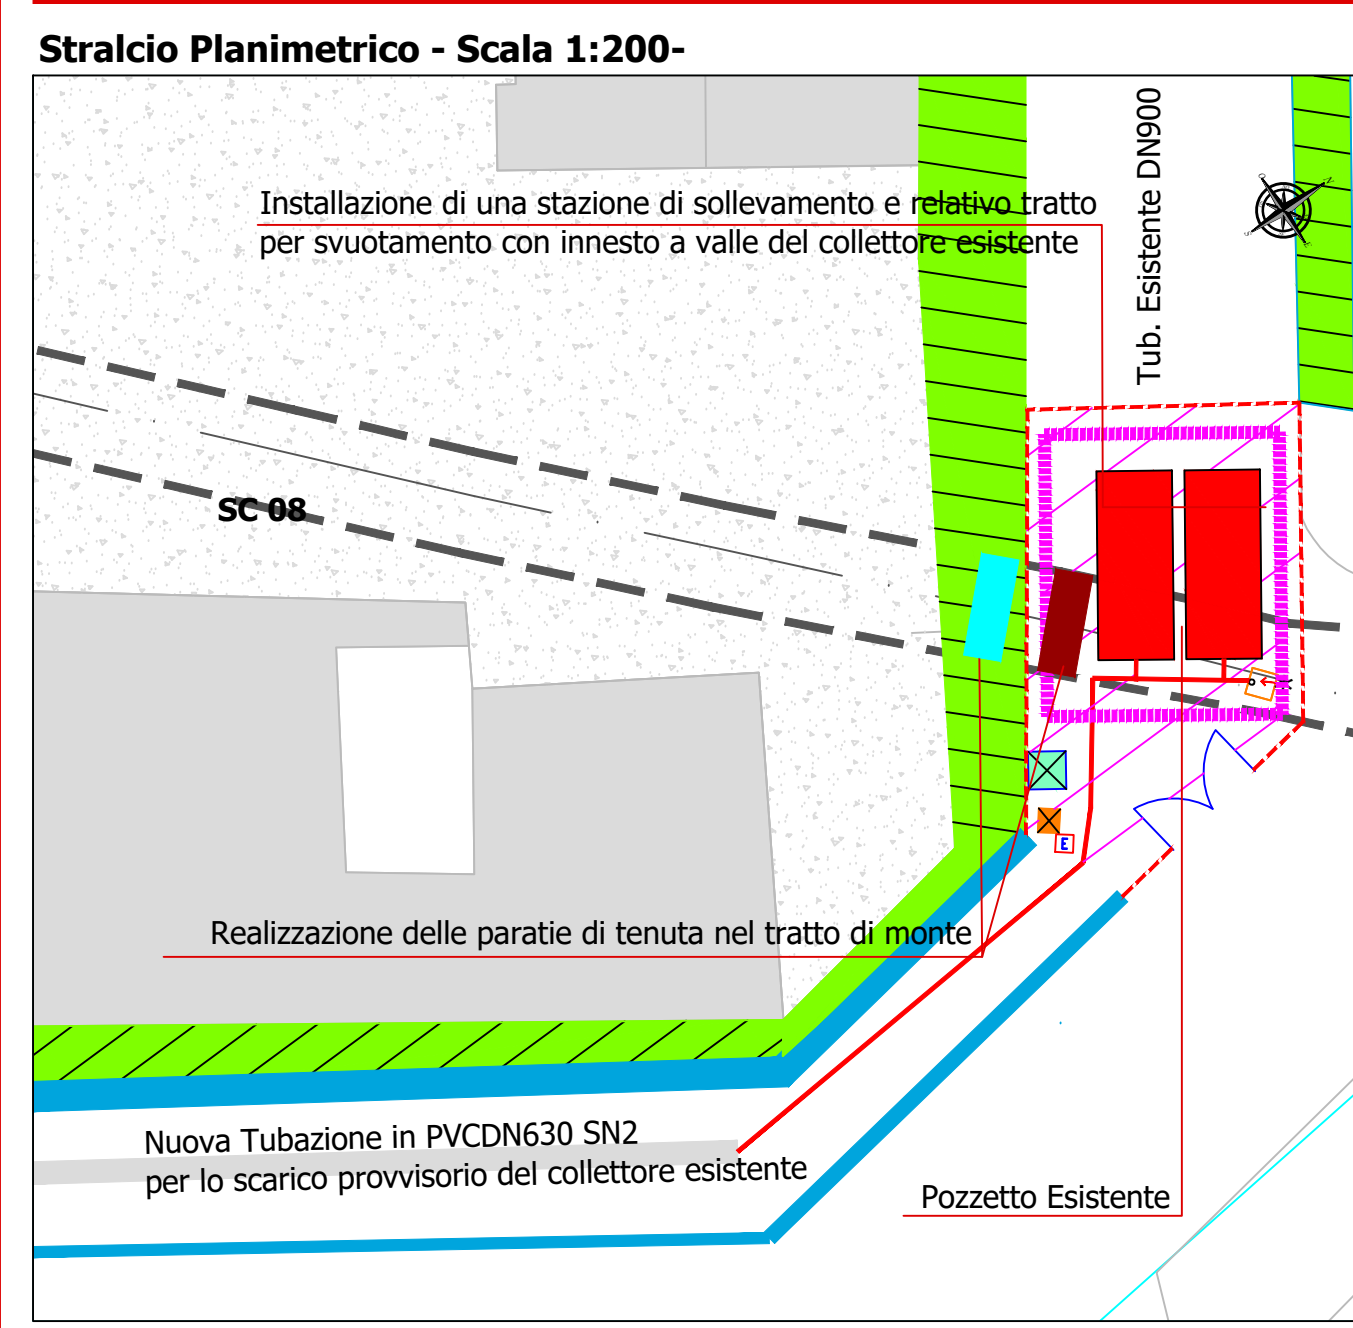 Stralcio Planimetrico - Scala 1:200-
Tub. Esistente DN900
Installazione di una stazione di sollevamento e relativo tratto
per svuotamento con innesto a valle del collettore esistente
SC 08
E
Realizzazione delle paratie di tenuta nel tratto di monte
Nuova Tubazione in PVCDN630 SN2
per lo scarico provvisorio del collettore esistente
Pozzetto Esistente